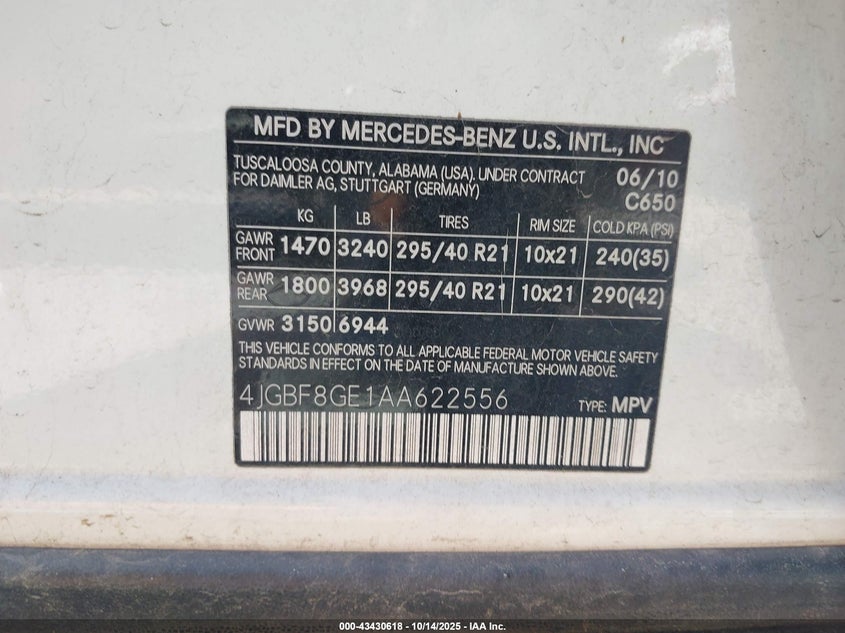 MFD BY MERCEDES-BENZ U.S. INTL., INC
TUSCALOOSA COUNTY, ALABAMA (USA). UNDER CONTRACT 06/10
FOR DAIMLER AG, STUTTGART (GERMANY) C650
KG LB TIRES RIM SIZE COLD KPA (PSI)
GAWR FRONT 1470 3240 295/40 R21 10x21 240(35)
GAWR REAR 1800 3968 295/40 R21 10x21 290(42)
GVWR 3150 6944
THIS VEHICLE CONFORMS TO ALL APPLICABLE FEDERAL MOTOR VEHICLE SAFETY
STANDARDS IN EFFECT ON THE DATE OF MANUFACTURE SHOWN ABOVE.
4JGBF8GE1AA622556 TYPE: MPV
000-43430618 - 10/14/2025 - IAA Inc.